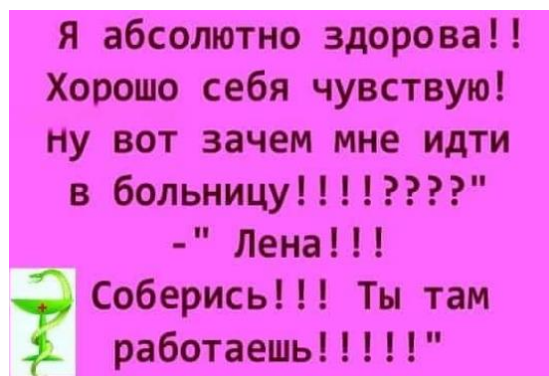 Я абсолютно здорова!!
Хорошо себя чувствую!
ну вот зачем мне идти
в больницу!!!!????"
-" Лена!!!
Соберись!!! Ты там
работаешь!!!!!"